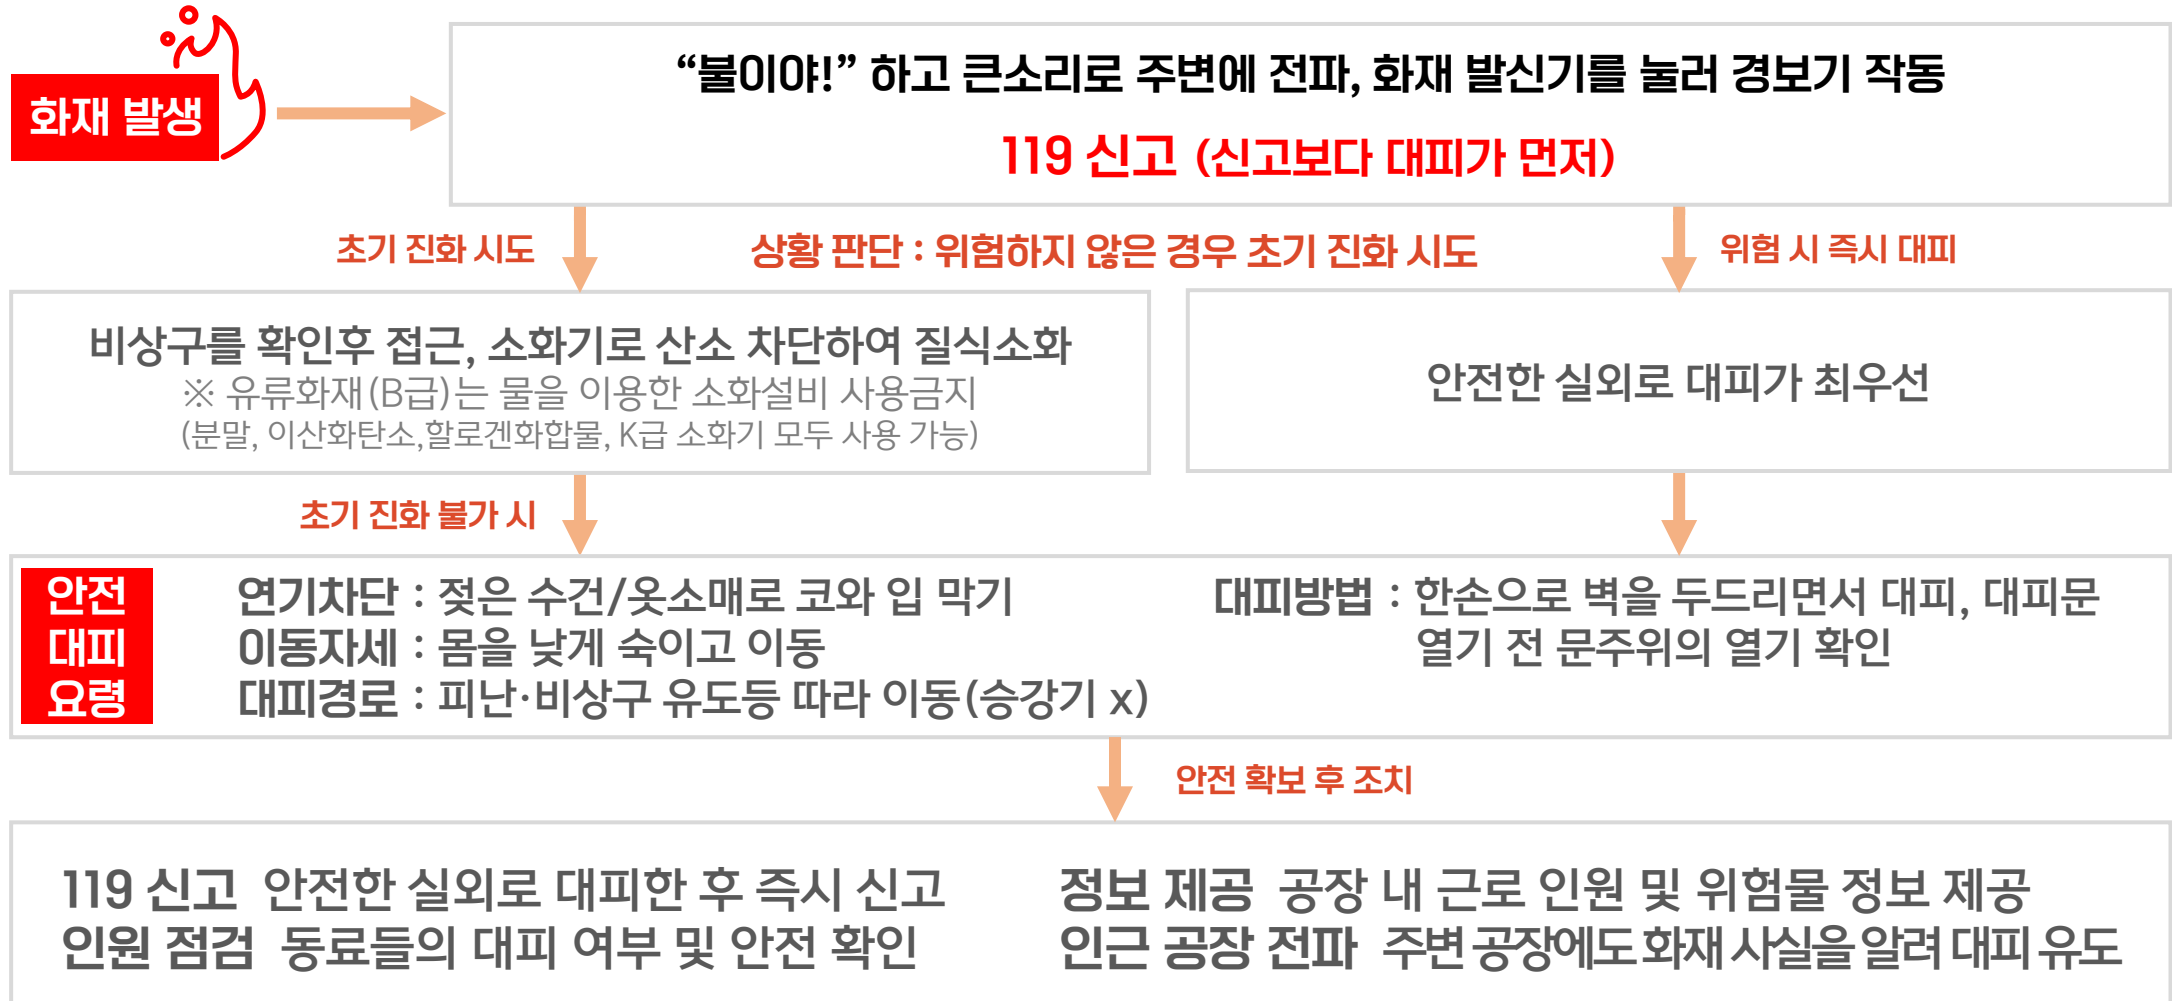 화재 발생
“불이야!” 하고 큰소리로 주변에 전파, 화재 발신기를 눌러 경보기 작동
119 신고 (신고보다 대피가 먼저)
초기 진화 시도
상황 판단 : 위험하지 않은 경우 초기 진화 시도
위험 시 즉시 대피
비상구를 확인후 접근, 소화기로 산소 차단하여 질식소화
※ 유류화재(B급)는 물을 이용한 소화설비 사용금지
(분말, 이산화탄소,할로겐화합물, K급 소화기 모두 사용 가능)
안전한 실외로 대피가 최우선
초기 진화 불가 시
안전
대피
요령
연기차단 : 젖은 수건/옷소매로 코와 입 막기
이동자세 : 몸을 낮게 숙이고 이동
대피경로 : 피난·비상구 유도등 따라 이동(승강기 x)
대피방법 : 한손으로 벽을 두드리면서 대피, 대피문
열기 전 문주위의 열기 확인
안전 확보 후 조치
119 신고 안전한 실외로 대피한 후 즉시 신고
인원 점검 동료들의 대피 여부 및 안전 확인
정보 제공 공장 내 근로 인원 및 위험물 정보 제공
인근 공장 전파 주변 공장에도 화재 사실을 알려 대피 유도